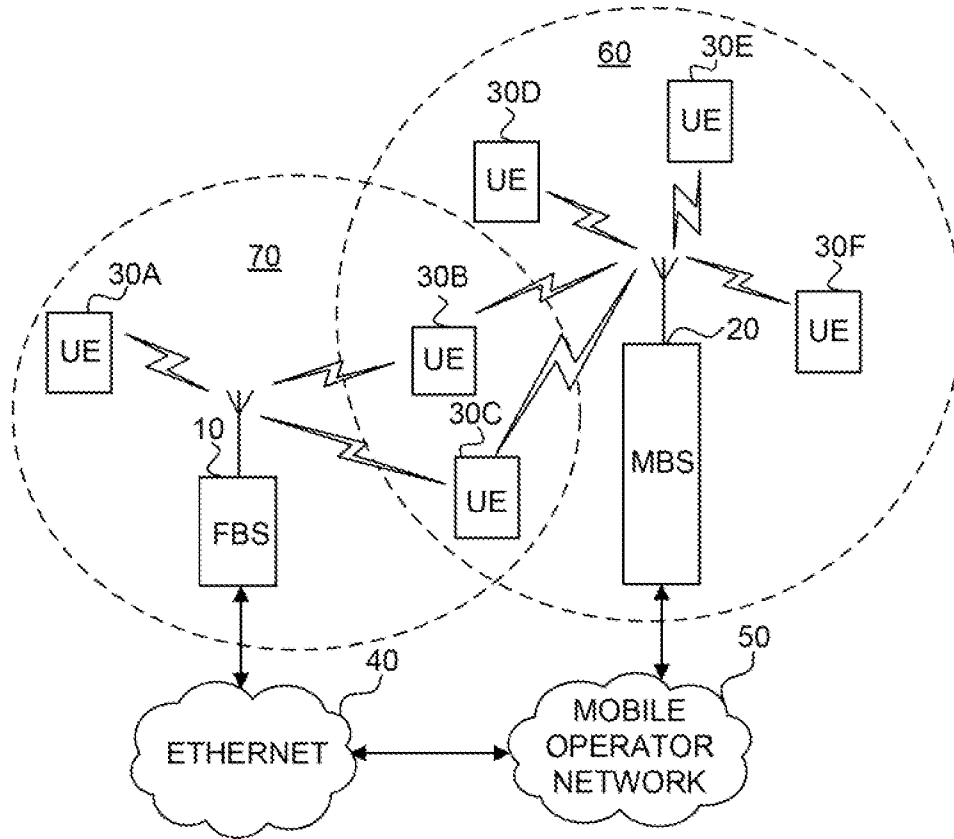 60
30E
UE
30D
UE
70
30A
UE
30B
UE
30F
UE
20
10
30C
UE
FBS
MBS
40
50
ETHERNET
MOBILE
OPERATOR
NETWORK